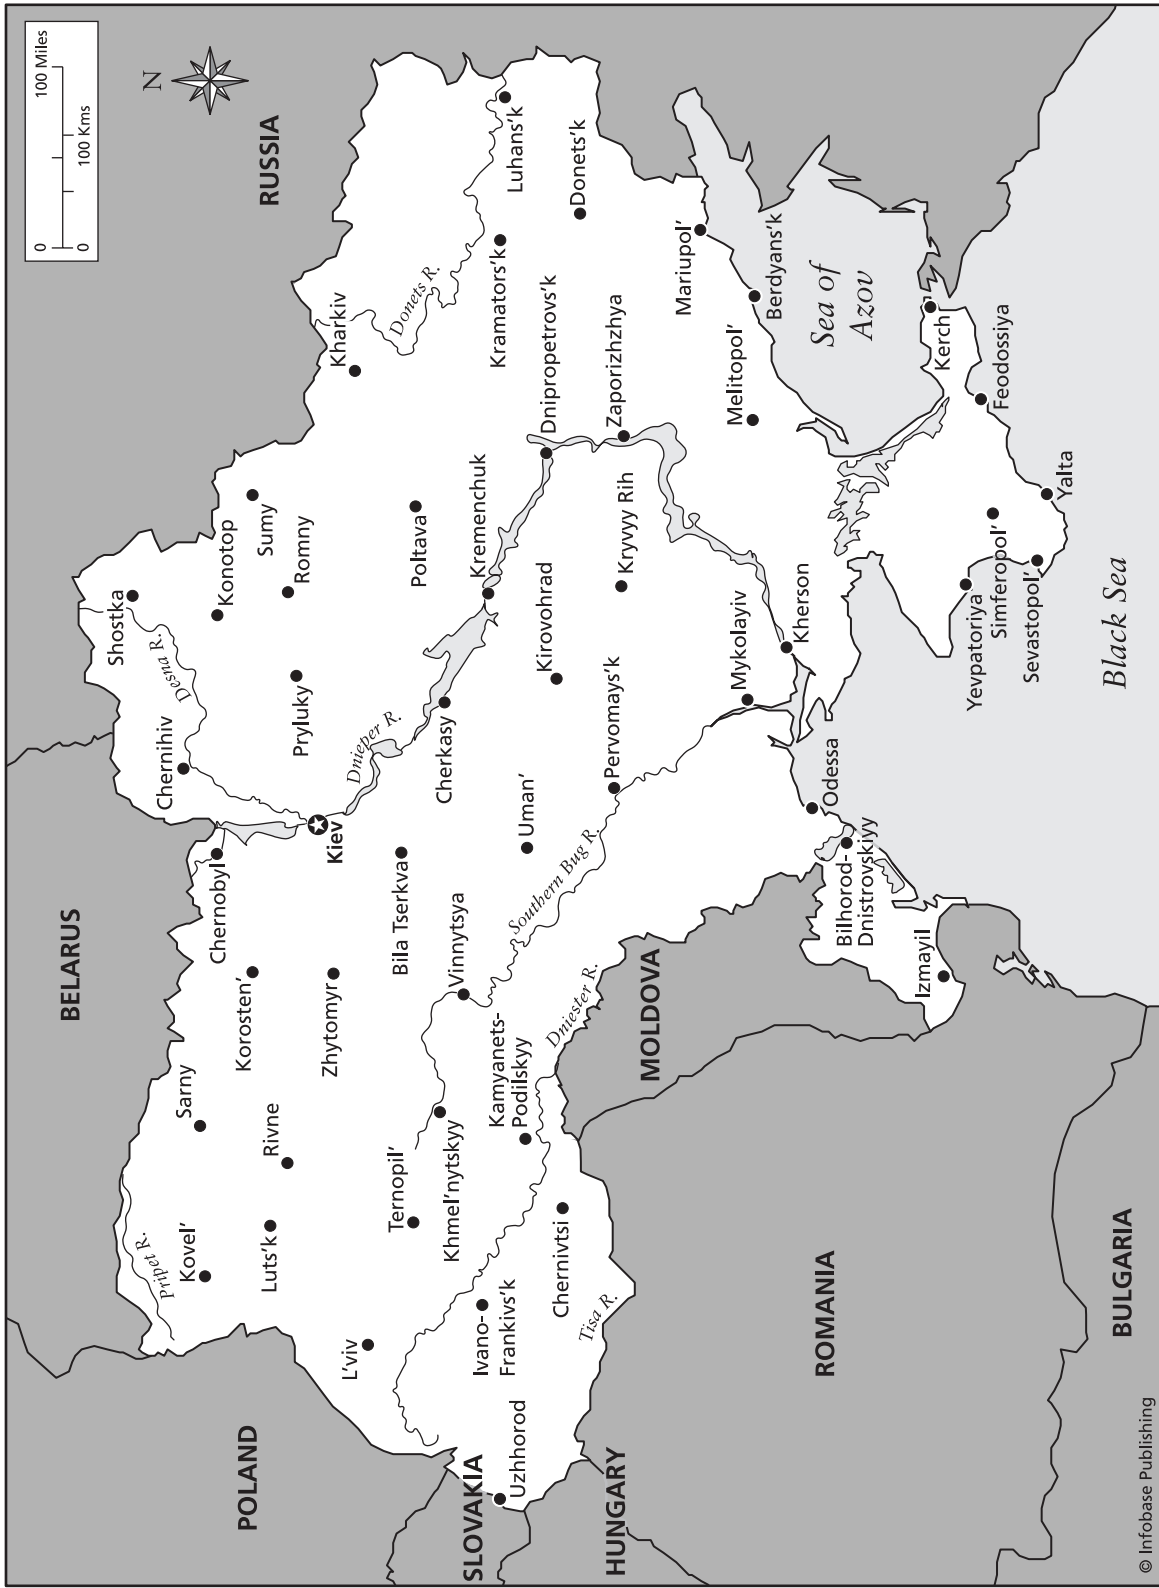 0
100 Miles
0
100 Kms
N
BELARUS
RUSSIA
POLAND
SLOVAKIA
HUNGARY
ROMANIA
MOLDOVA
BULGARIA
Pripet R.
Kovel'
Sarny
Luts'k
Rivne
Korosten'
Chernobyl
Chernihiv
Desna R.
Shostka
Konotop
Sumy
Romny
Pryluky
Kiev
Zhytomyr
L'viv
Ternopil'
Khmel'nytskyy
Vinnytsya
Bila Tserkva
Dnieper R.
Cherkasy
Poltava
Kremenchuk
Kharkiv
Donets R.
Luhans'k
Kramators'k
Donets'k
Dnipropetrovs'k
Zaporizhzhya
Kirovohrad
Kryvyy Rih
Uman'
Southern Bug R.
Pervomays'k
Kamyanets-
Podilskyy
Dniester R.
Ivano-
Frankivs'k
Uzhhorod
Chernivtsi
Tisa R.
Mykolayiv
Kherson
Odessa
Bilhorod-
Dnistrovskiyy
Izmayil
Melitopol'
Mariupol'
Berdyans'k
Sea of
Azov
Kerch
Feodossiya
Yevpatoriya
Simferopol'
Sevastopol'
Yalta
Black Sea
© Infobase Publishing